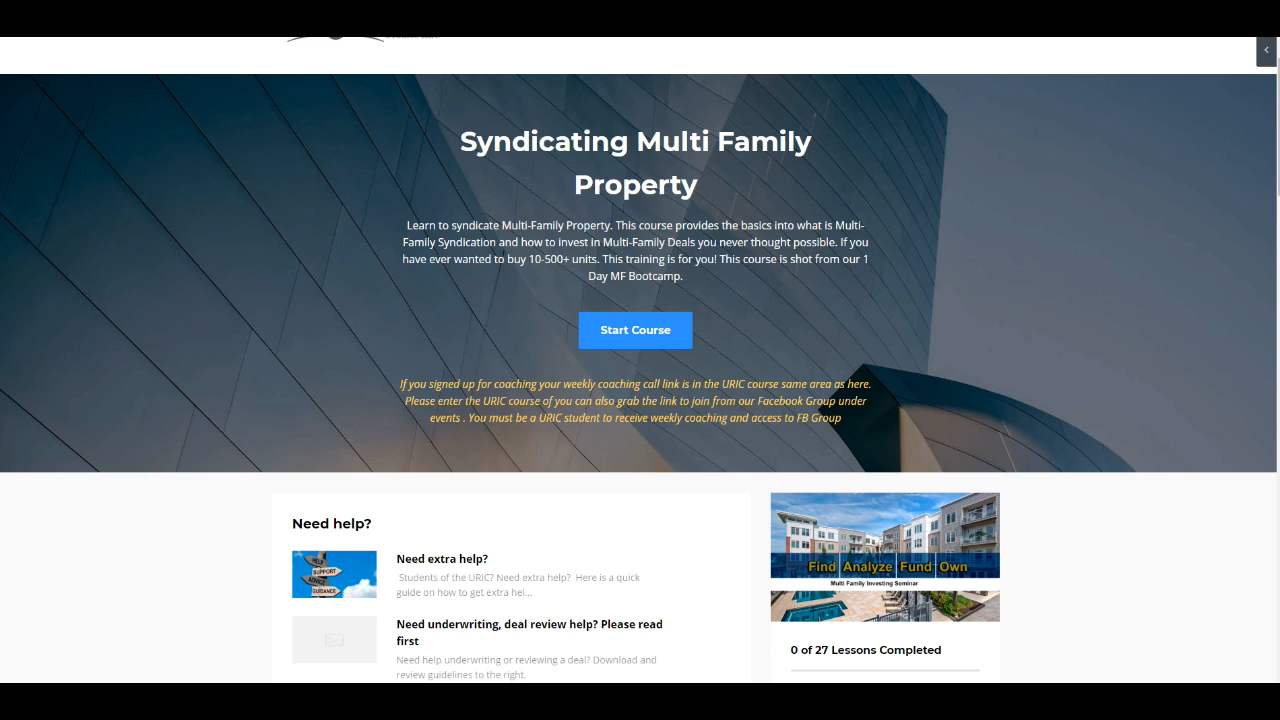 Syndicating Multi Family
Property
Learn to syndicate Multi-Family Property. This course provides the basics into what is Multi-
Family Syndication and how to invest in Multi-Family Deals you never thought possible. If you
have ever wanted to buy 10-500+ units. This training is for you! This course is shot from our 1
Day MF Bootcamp.
Start Course
If you signed up for coaching your weekly coaching call link is in the URIC course same area as here.
Please enter the URIC course of you can also grab the link to join from our Facebook Group under
events . You must be a URIC student to receive weekly coaching and access to FB Group
Need help?
HELP
SUPPORT
ADVICE
GUIDANCE
Need extra help?
Students of the URIC? Need extra help? Here is a quick
guide on how to get extra hel...
Need underwriting, deal review help? Please read
first
Need help underwriting or reviewing a deal? Download and
review guidelines to the right.
Find Analyze Fund Own
Multi Family Investing Seminar
0 of 27 Lessons Completed